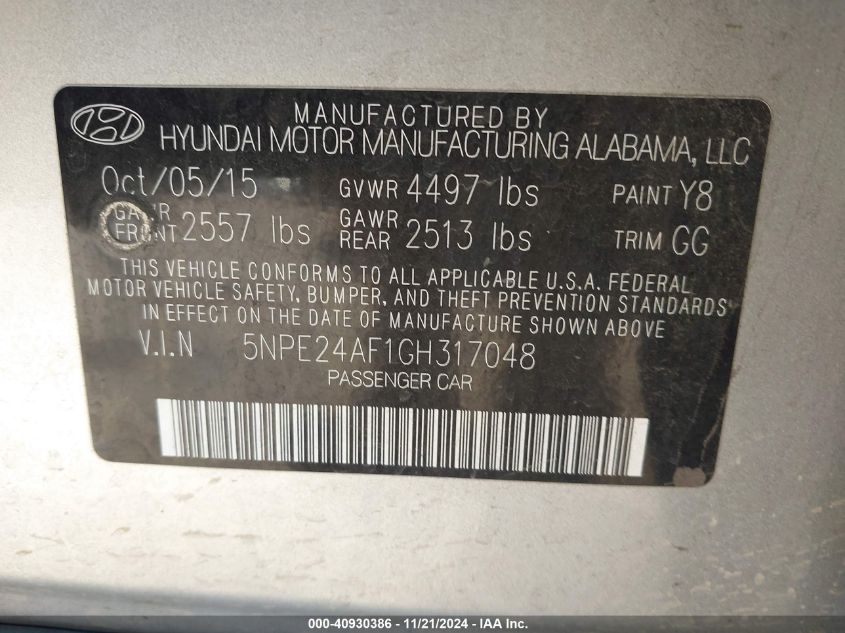 MANUFACTURED BY
HYUNDAI MOTOR MANUFACTURING ALABAMA, LLC
Oct/05/15 GVWR 4497 lbs PAINT Y8
GAWR FRONT 2557 lbs GAWR REAR 2513 lbs TRIM GG
THIS VEHICLE CONFORMS TO ALL APPLICABLE U.S.A. FEDERAL
MOTOR VEHICLE SAFETY, BUMPER, AND THEFT PREVENTION STANDARDS
IN EFFECT ON THE DATE OF MANUFACTURE SHOWN ABOVE.
V.I.N 5NPE24AF1GH317048
PASSENGER CAR
000-40930386 - 11/21/2024 - IAA Inc.